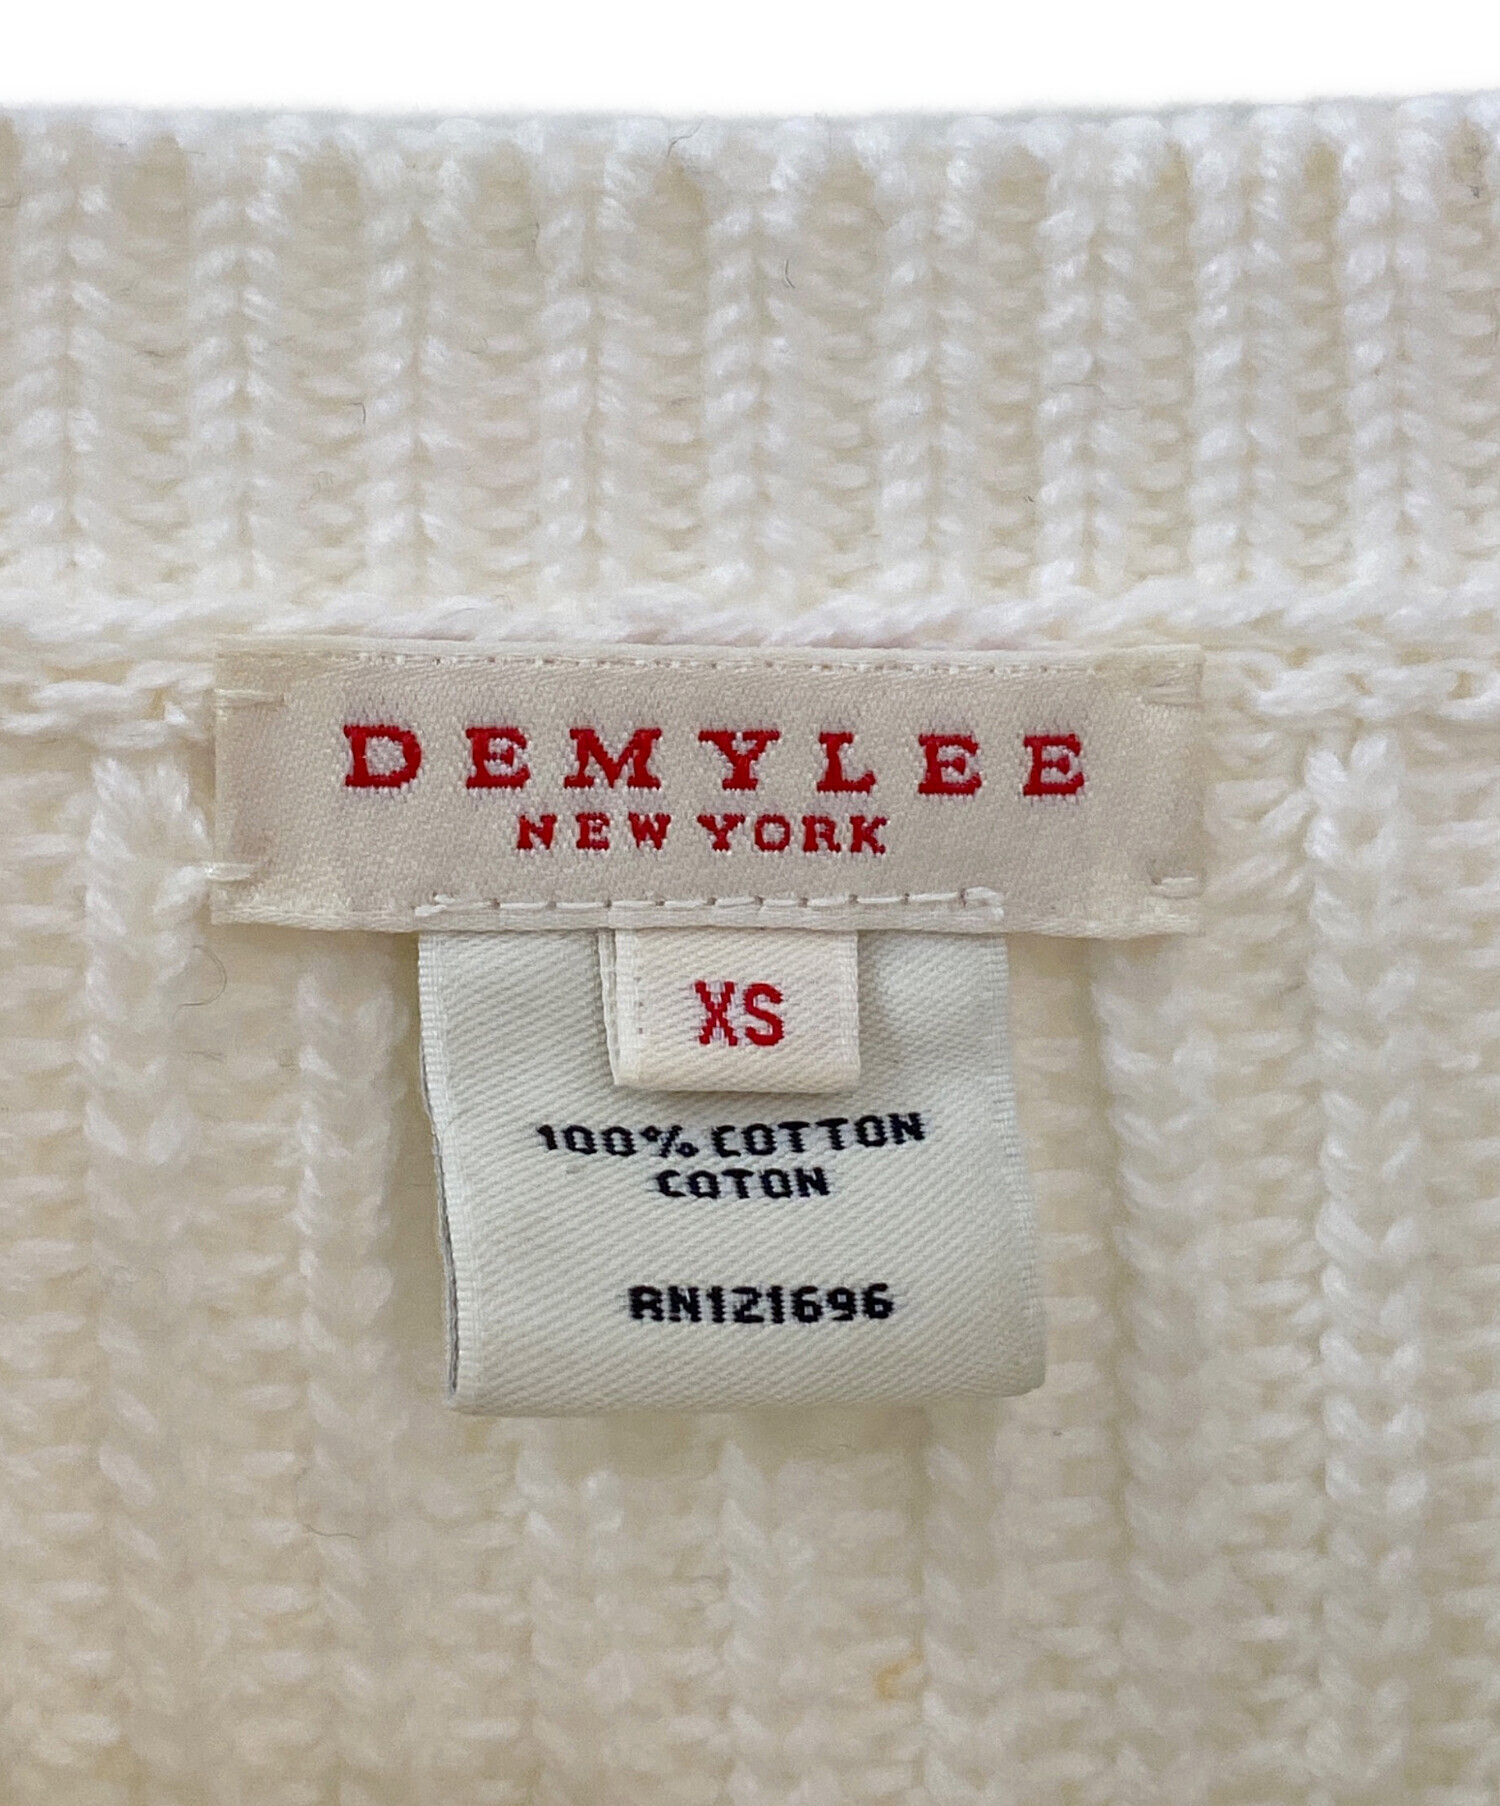 DEMYLEE
NEW YORK
XS
100% COTTON
COTON
RN121696